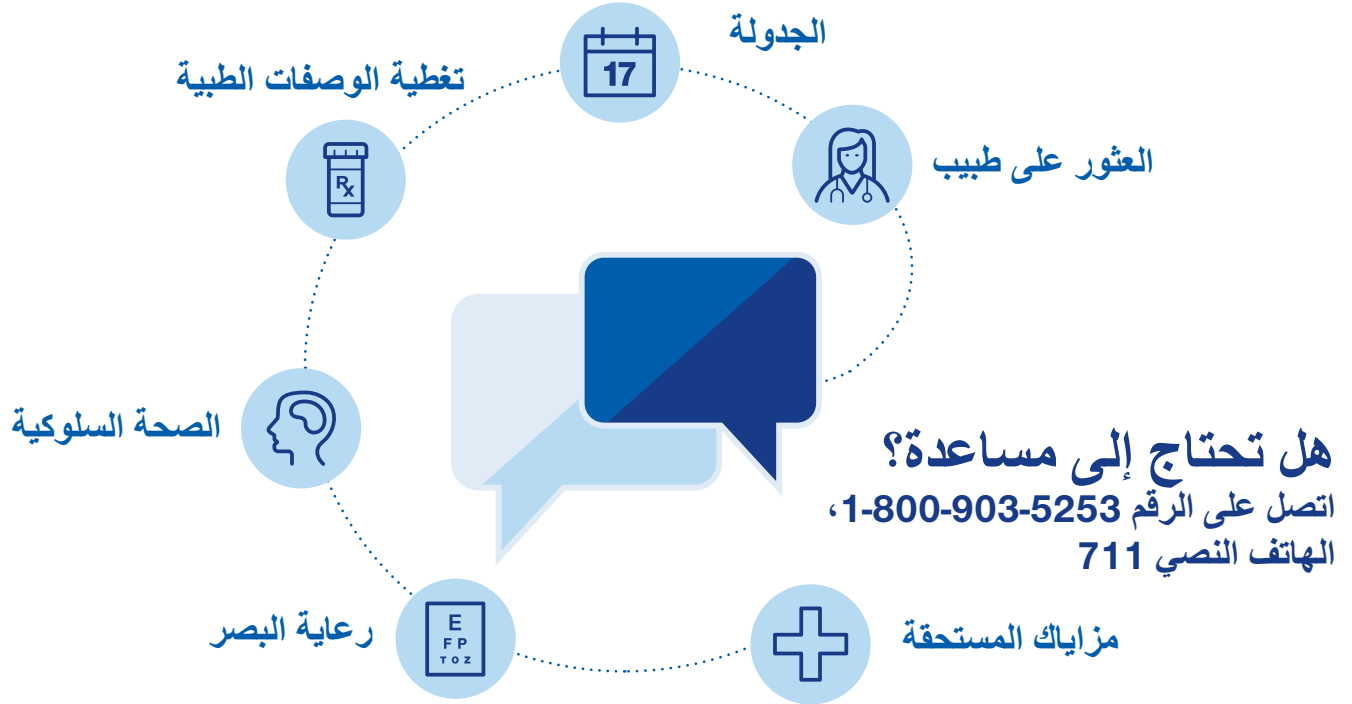 الجدولة
17
تغطية الوصفات الطبية
Rx
العثور على طبيب
الصحة السلوكية
هل تحتاج إلى مساعدة؟
اتصل على الرقم 1-800-903-5253،
الهاتف النصي 711
رعاية البصر
E
F P
T O Z
مزاياك المستحقة